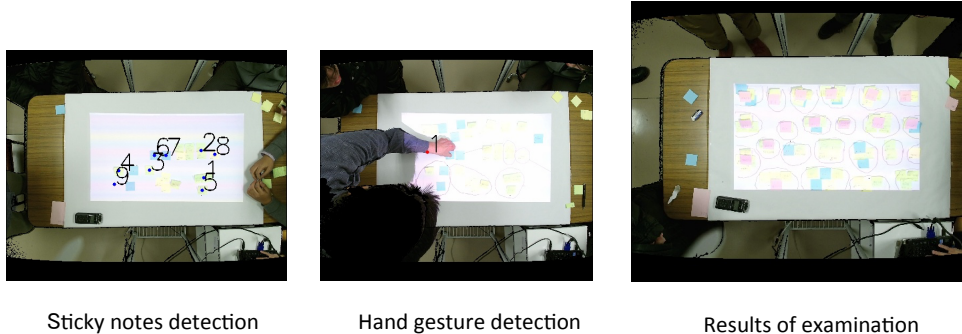 28
67
3
4
9
1
5
1
Sticky notes detection
Hand gesture detection
Results of examination